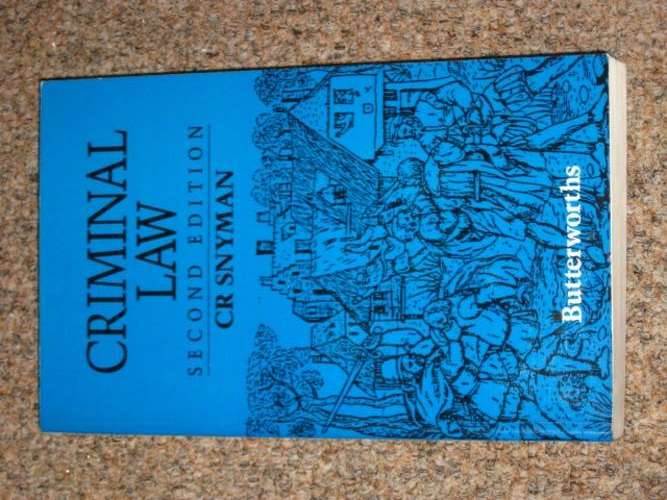 CRIMINAL
LAW
SECOND EDITION
CR SNYMAN
Butterworths